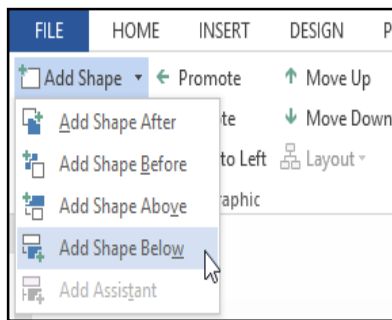 FILE HOME INSERT DESIGN P
Add Shape Promote Move Up
Add Shape After te Move Down
Add Shape Before to Left Layout
Add Shape Above raphic
Add Shape Below
Add Assistant